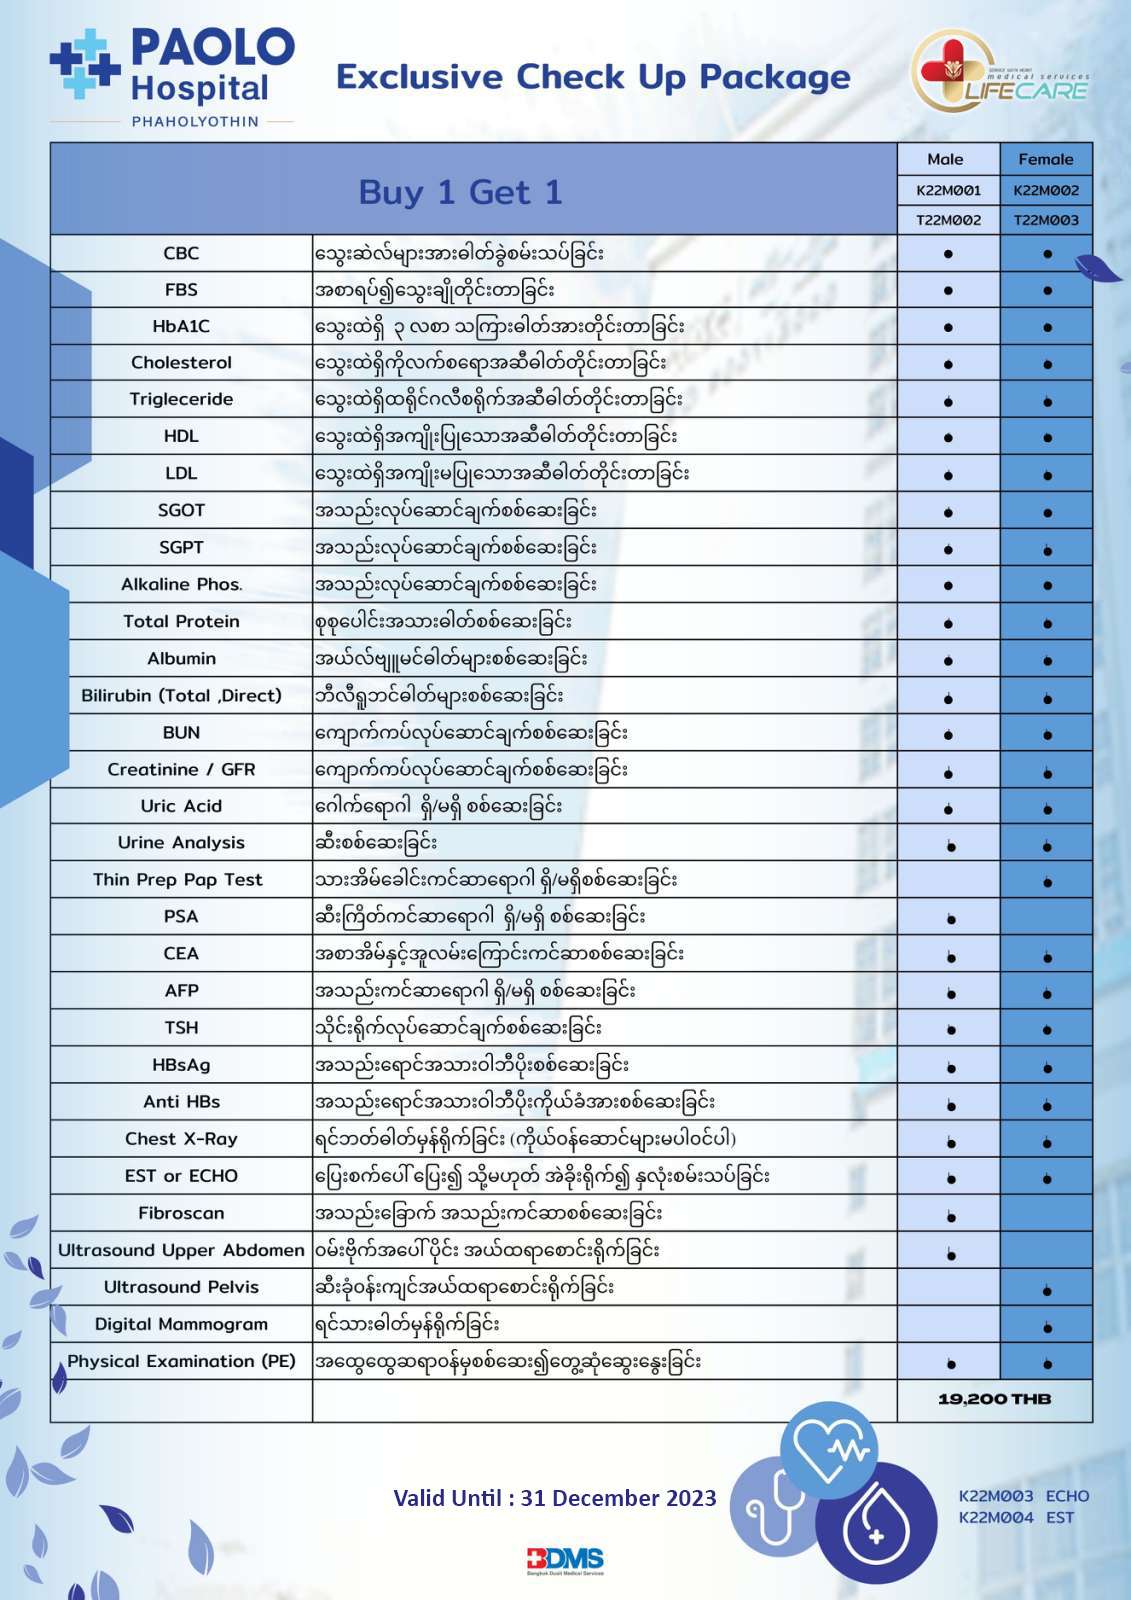 PAOLO
Hospital
PHAHOLYOTHIN
Exclusive Check Up Package
medical services
LIFECARE
Buy 1 Get 1
Male Female
K22M001 K22M002
T22M002 T22M003
CBC သွေးဆဲလ်များအားဓါတ်ခွဲစမ်းသပ်ခြင်း
FBS အစာရပ်၍သွေးချိုတိုင်းတာခြင်း
HbA1C သွေးထဲရှိ ၃ လစာ သကြားဓါတ်အားတိုင်းတာခြင်း
Cholesterol သွေးထဲရှိကိုလက်စရောအဆီဓါတ်တိုင်းတာခြင်း
Trigleceride သွေးထဲရှိထရိုင်ဂလီစရိုက်အဆီဓါတ်တိုင်းတာခြင်း
HDL သွေးထဲရှိအကျိုးပြုသောအဆီဓါတ်တိုင်းတာခြင်း
LDL သွေးထဲရှိအကျိုးမပြုသောအဆီဓါတ်တိုင်းတာခြင်း
SGOT အသည်းလုပ်ဆောင်ချက်စစ်ဆေးခြင်း
SGPT အသည်းလုပ်ဆောင်ချက်စစ်ဆေးခြင်း
Alkaline Phos. အသည်းလုပ်ဆောင်ချက်စစ်ဆေးခြင်း
Total Protein စုစုပေါင်းအသားဓါတ်စစ်ဆေးခြင်း
Albumin အယ်လ်ဗျူမင်ဓါတ်များစစ်ဆေးခြင်း
Bilirubin (Total ,Direct) ဘီလီရူဘင်ဓါတ်များစစ်ဆေးခြင်း
BUN ကျောက်ကပ်လုပ်ဆောင်ချက်စစ်ဆေးခြင်း
Creatinine / GFR ကျောက်ကပ်လုပ်ဆောင်ချက်စစ်ဆေးခြင်း
Uric Acid ဂေါက်ရောဂါ ရှိ/မရှိ စစ်ဆေးခြင်း
Urine Analysis ဆီးစစ်ဆေးခြင်း
Thin Prep Pap Test သားအိမ်ခေါင်းကင်ဆာရောဂါ ရှိ/မရှိစစ်ဆေးခြင်း
PSA ဆီးကြိတ်ကင်ဆာရောဂါ ရှိ/မရှိ စစ်ဆေးခြင်း
CEA အစာအိမ်နှင့်အူလမ်းကြောင်းကင်ဆာစစ်ဆေးခြင်း
AFP အသည်းကင်ဆာရောဂါ ရှိ/မရှိ စစ်ဆေးခြင်း
TSH သိုင်းရိုက်လုပ်ဆောင်ချက်စစ်ဆေးခြင်း
HBsAg အသည်းရောင်အသားဝါဘီပိုးစစ်ဆေးခြင်း
Anti HBs အသည်းရောင်အသားဝါဘီပိုးကိုယ်ခံအားစစ်ဆေးခြင်း
Chest X-Ray ရင်ဘတ်ဓါတ်မှန်ရိုက်ခြင်း (ကိုယ်ဝန်ဆောင်များမပါဝင်ပါ)
EST or ECHO ပြေးစက်ပေါ်ပြေး၍ သို့မဟုတ် အဲခိုးရိုက်၍ နှလုံးစမ်းသပ်ခြင်း
Fibroscan အသည်းခြောက် အသည်းကင်ဆာစစ်ဆေးခြင်း
Ultrasound Upper Abdomen ဝမ်းဗိုက်အပေါ်ပိုင်း အယ်ထရာစောင်းရိုက်ခြင်း
Ultrasound Pelvis ဆီးခုံဝန်းကျင်အယ်ထရာစောင်းရိုက်ခြင်း
Digital Mammogram ရင်သားဓါတ်မှန်ရိုက်ခြင်း
Physical Examination (PE) အထွေထွေဆရာဝန်မှစစ်ဆေး၍တွေ့ဆုံဆွေးနွေးခြင်း
19,200 THB
Valid Until : 31 December 2023
K22M003 ECHO
K22M004 EST
BDMS
Bangkok Dusit Medical Services